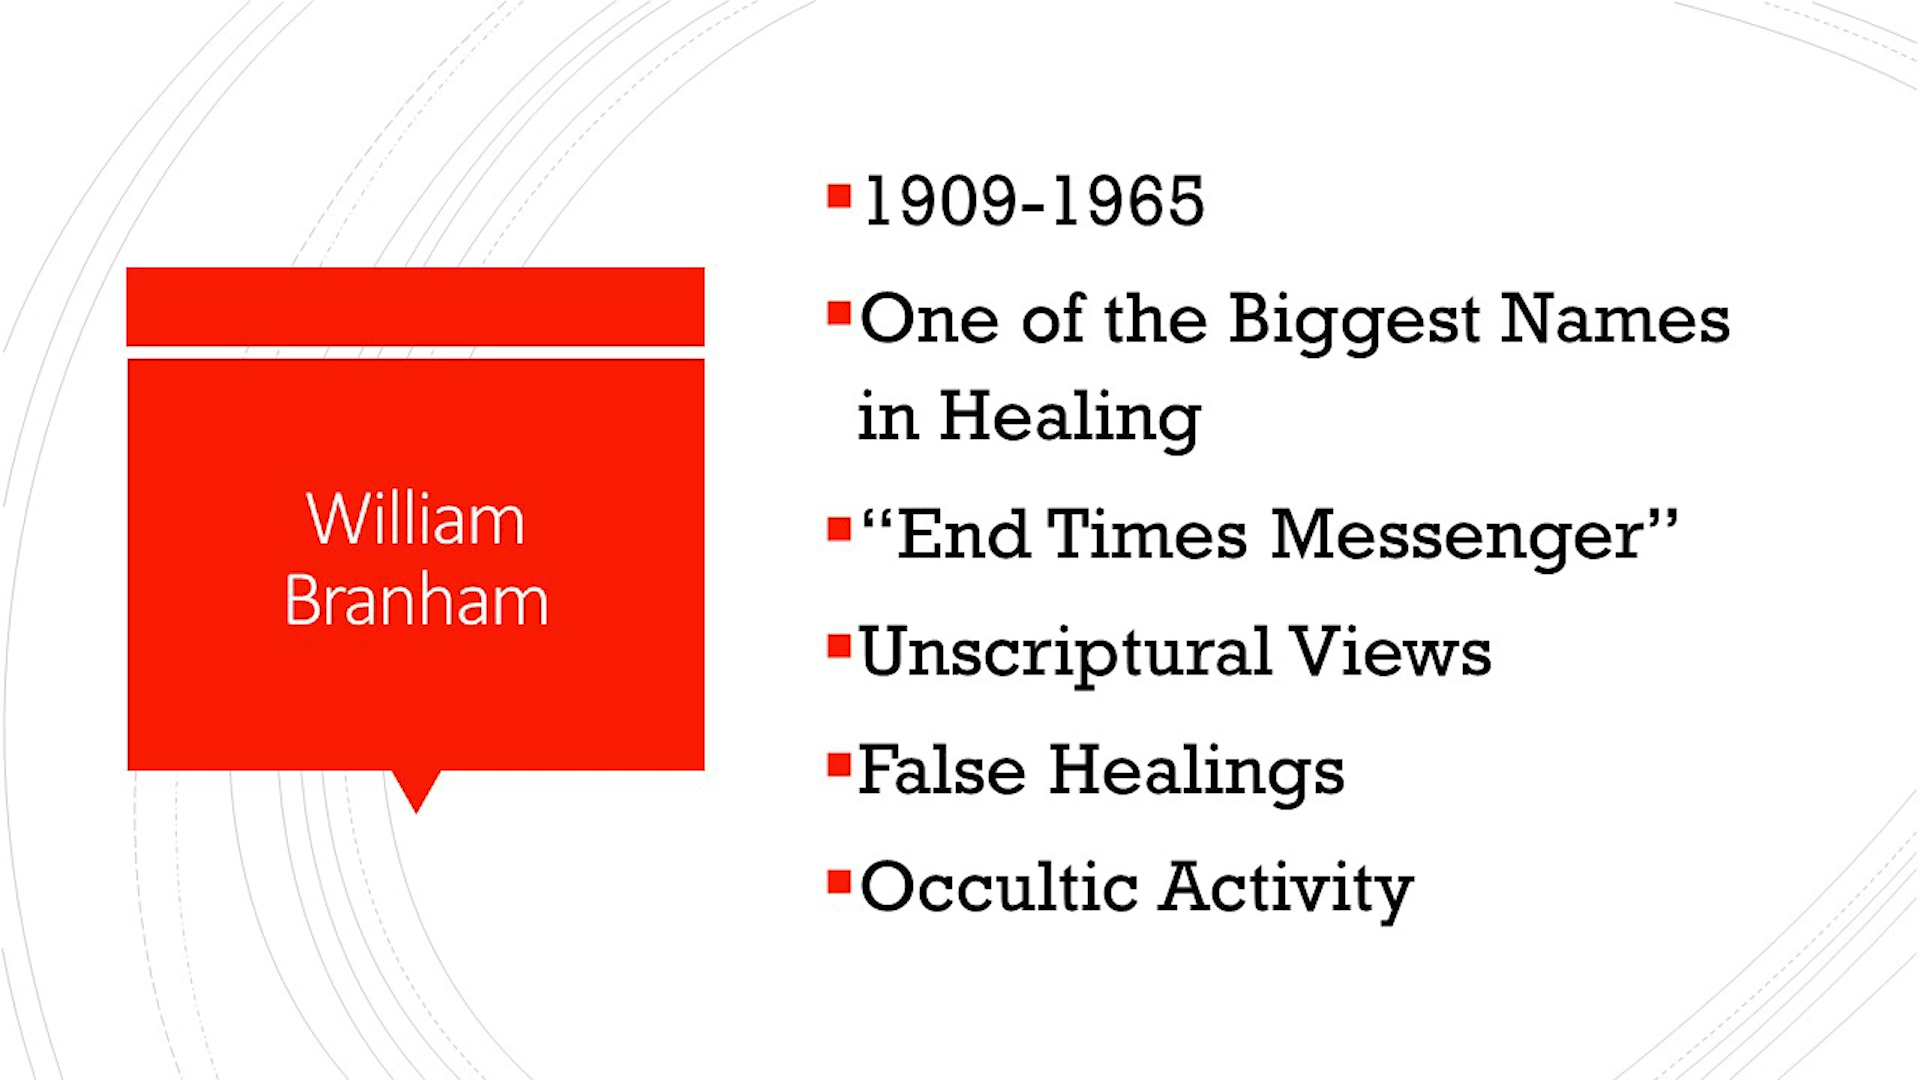 William
Branham
1909-1965
One of the Biggest Names
in Healing
“End Times Messenger”
Unscriptural Views
False Healings
Occultic Activity